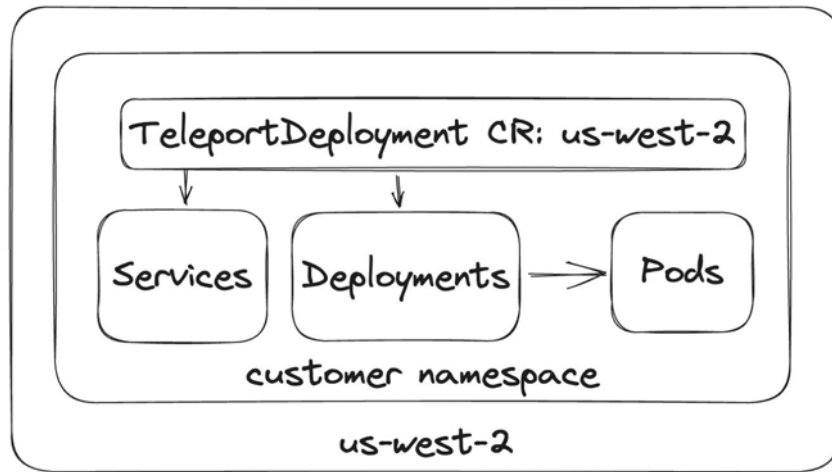 TeleportDeployment CR: us-west-2
Services
Deployments
Pods
customer namespace
us-west-2